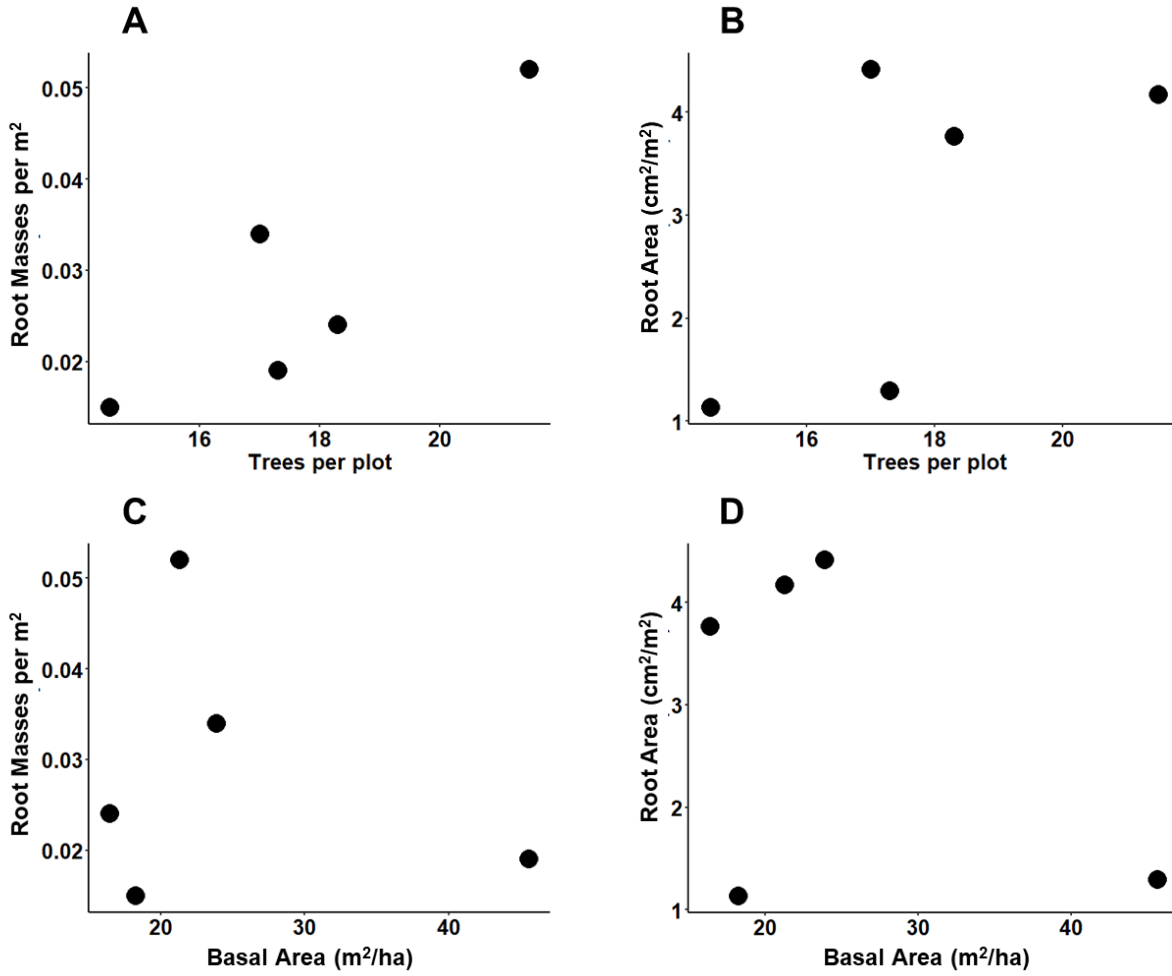 A
Root Masses per m²
0.05
0.04
0.03
0.02
16
18
20
Trees per plot
B
Root Area (cm²/m²)
4
3
2
1
16
18
20
Trees per plot
C
Root Masses per m²
0.05
0.04
0.03
0.02
20
30
40
Basal Area (m²/ha)
D
Root Area (cm²/m²)
4
3
2
1
20
30
40
Basal Area (m²/ha)